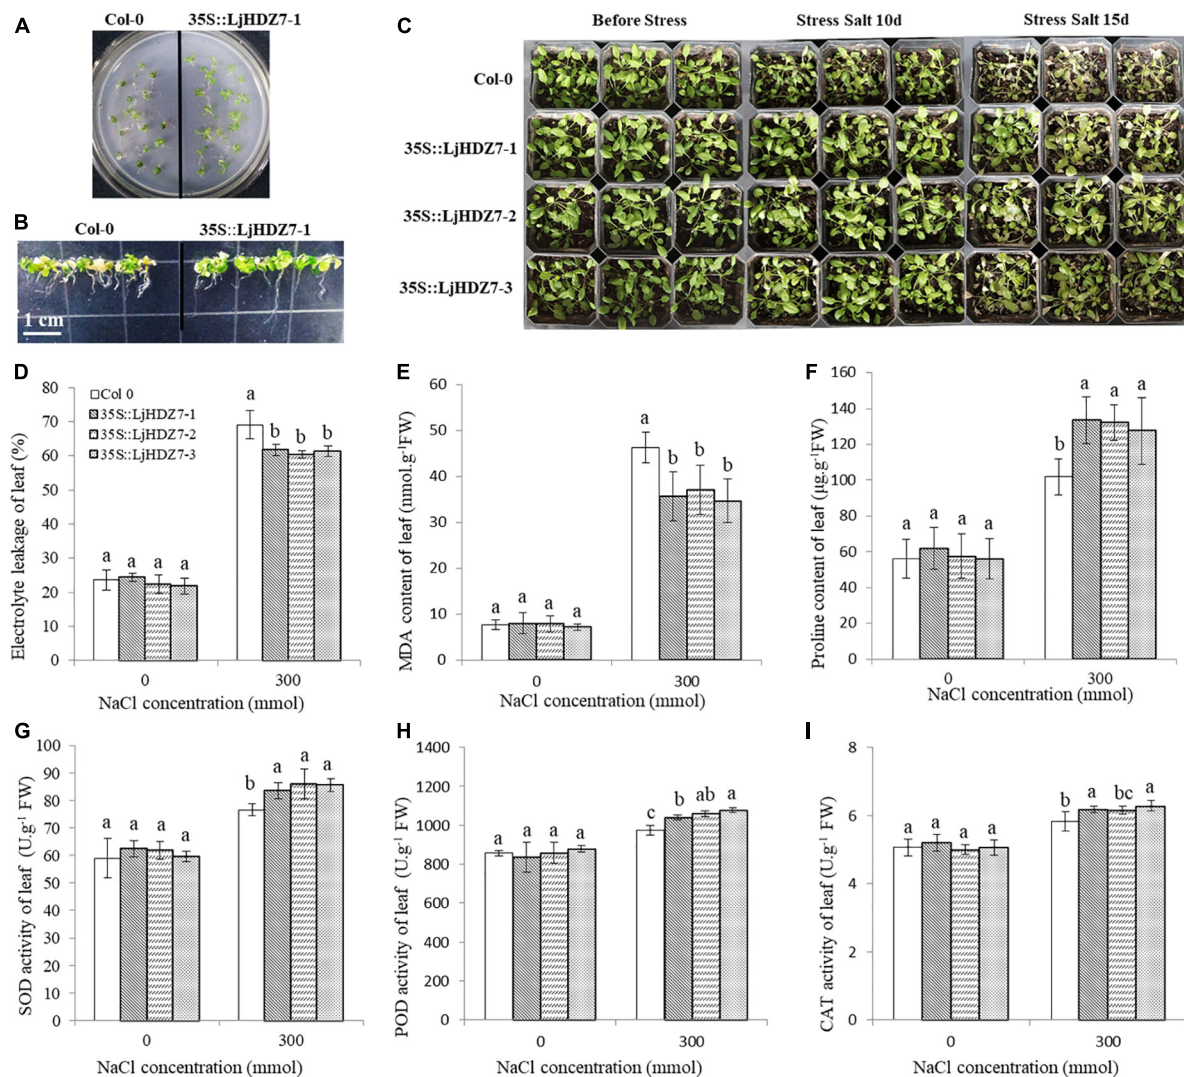 A
Col-0 35S::LjHDZ7-1
B
Col-0 35S::LjHDZ7-1
1 cm
C
Before Stress Stress Salt 10d Stress Salt 15d
Col-0
35S::LjHDZ7-1
35S::LjHDZ7-2
35S::LjHDZ7-3
D
Electrolyte leakage of leaf (%)
80
70
60
50
40
30
20
10
0
Col 0
35S::LjHDZ7-1
35S::LjHDZ7-2
35S::LjHDZ7-3
a a a a
a b b b
0 300
NaCl concentration (mmol)
E
MDA content of leaf (nmol.g-1FW)
60
50
40
30
20
10
0
a a a a
a b b b
0 300
NaCl concentration (mmol)
F
Proline content of leaf (μg.g-1FW)
160
140
120
100
80
60
40
20
0
a a a a
b a a a
0 300
NaCl concentration (mmol)
G
SOD activity of leaf (U.g-1 FW)
100
90
80
70
60
50
40
30
20
10
0
a a a a
b a a a
0 300
NaCl concentration (mmol)
H
POD activity of leaf (U.g-1 FW)
1400
1200
1000
800
600
400
200
0
a a a a
c b ab a
0 300
NaCl concentration (mmol)
I
CAT activity of leaf (U.g-1 FW)
8
6
4
2
0
a a a a
b a bc a
0 300
NaCl concentration (mmol)